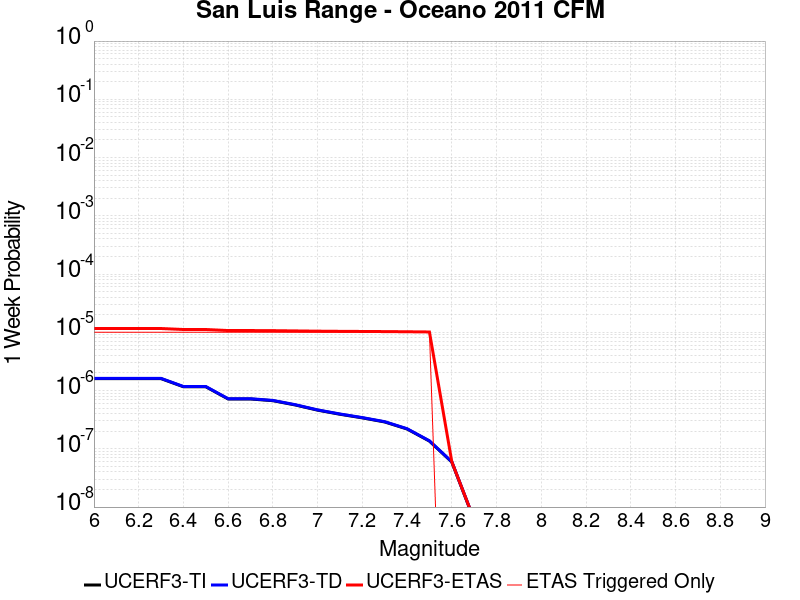 San Luis Range - Oceano 2011 CFM
10^0
10^-1
10^-2
10^-3
10^-4
10^-5
10^-6
10^-7
10^-8
1 Week Probability
6 6.2 6.4 6.6 6.8 7 7.2 7.4 7.6 7.8 8 8.2 8.4 8.6 8.8 9
Magnitude
UCERF3-TI UCERF3-TD UCERF3-ETAS ETAS Triggered Only